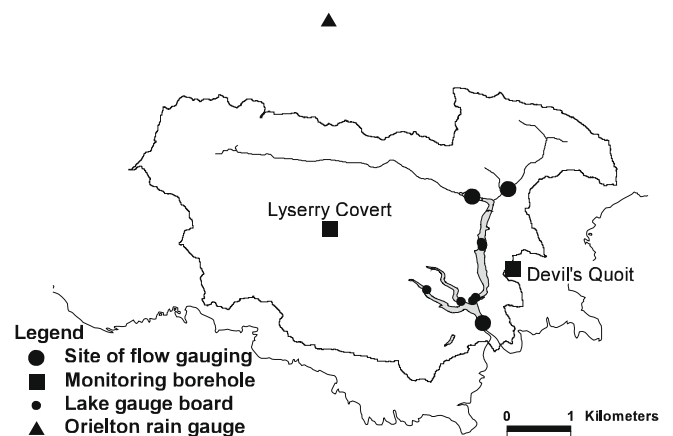 Lyserry Covert
Devil's Quoit
Legend
Site of flow gauging
Monitoring borehole
Lake gauge board
Orielton rain gauge
0 1 Kilometers